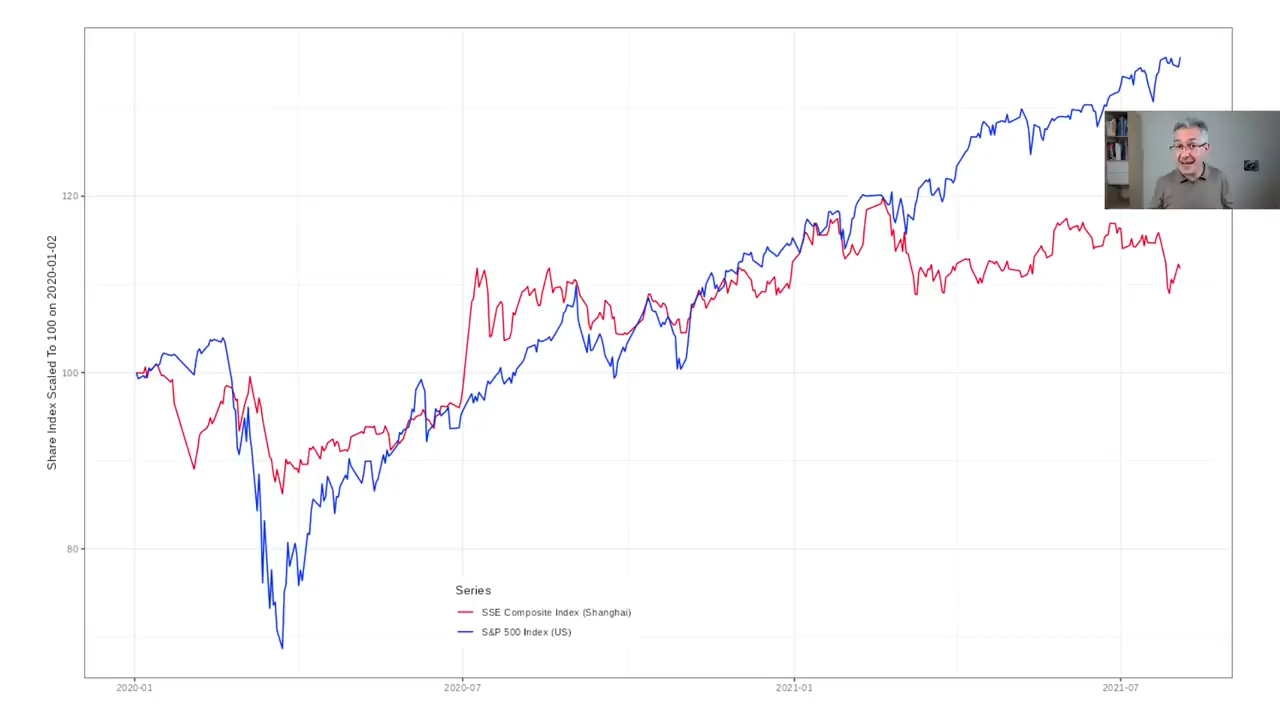 120
100
80
Share Index Scaled To 100 on 2020-01-02
Series
SSE Composite Index (Shanghai)
S&P 500 Index (US)
2020-01 2020-07 2021-01 2021-07